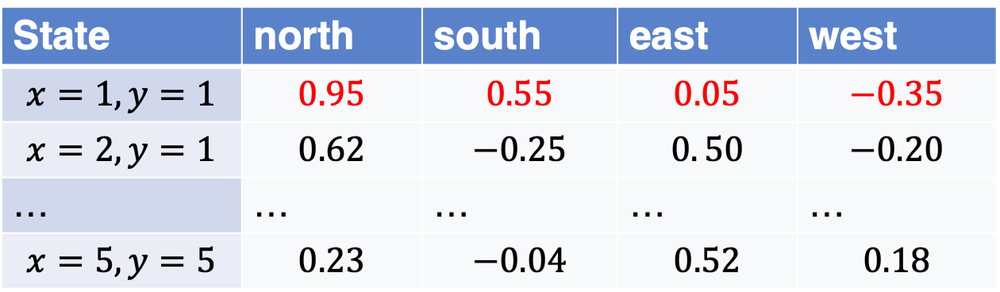 State north south east west
x = 1, y = 1 0.95 0.55 0.05 −0.35
x = 2, y = 1 0.62 −0.25 0.50 −0.20
... ... ... ... ...
x = 5, y = 5 0.23 −0.04 0.52 0.18